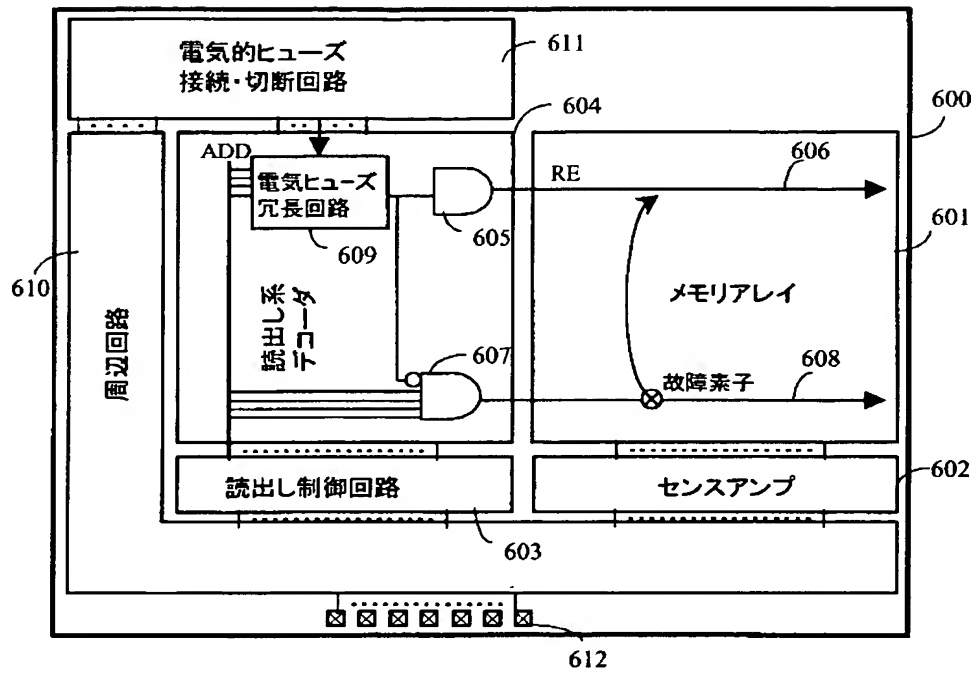 電気的ヒューズ
接続・切断回路
611
604
600
ADD
電気ヒューズ
冗長回路
609
605
RE
606
601
610
周辺回路
読出し系
デコーダ
607
メモリアレイ
故障素子
608
読出し制御回路
603
センスアンプ
602
612